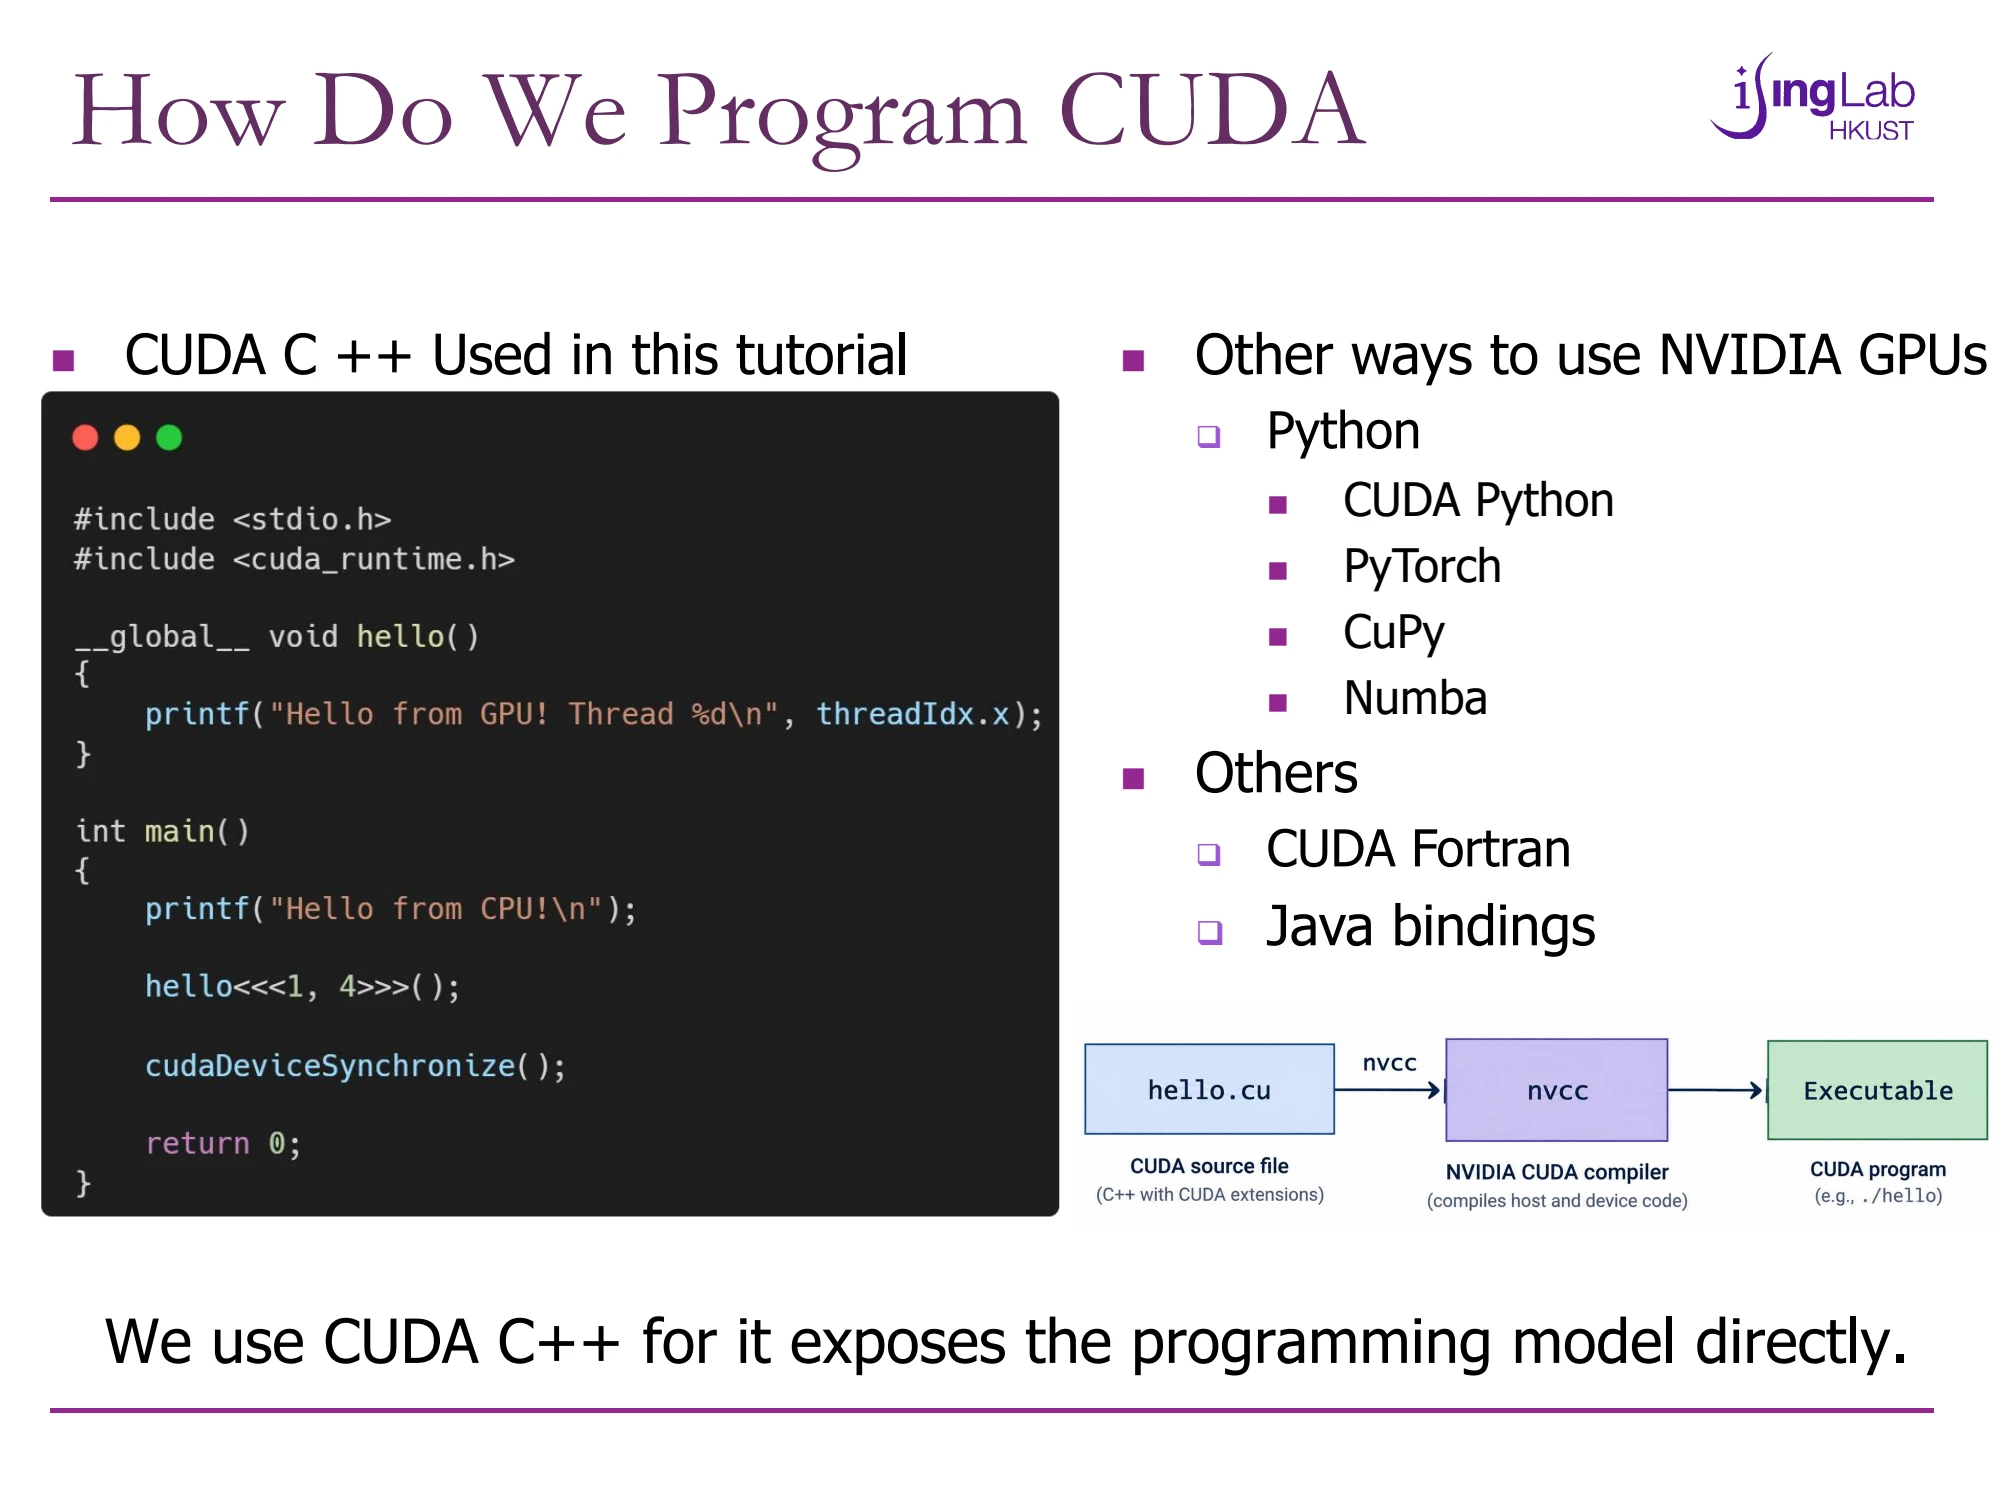 How Do We Program CUDA
iSingLab
HKUST
CUDA C ++ Used in this tutorial
#include <stdio.h>
#include <cuda_runtime.h>
__global__ void hello()
{
    printf("Hello from GPU! Thread %d\n", threadIdx.x);
}
int main()
{
    printf("Hello from CPU!\n");
    hello<<<1, 4>>>();
    cudaDeviceSynchronize();
    return 0;
}
Other ways to use NVIDIA GPUs
Python
CUDA Python
PyTorch
CuPy
Numba
Others
CUDA Fortran
Java bindings
hello.cu
CUDA source file
(C++ with CUDA extensions)
nvcc
nvcc
NVIDIA CUDA compiler
(compiles host and device code)
Executable
CUDA program
(e.g., ./hello)
We use CUDA C++ for it exposes the programming model directly.